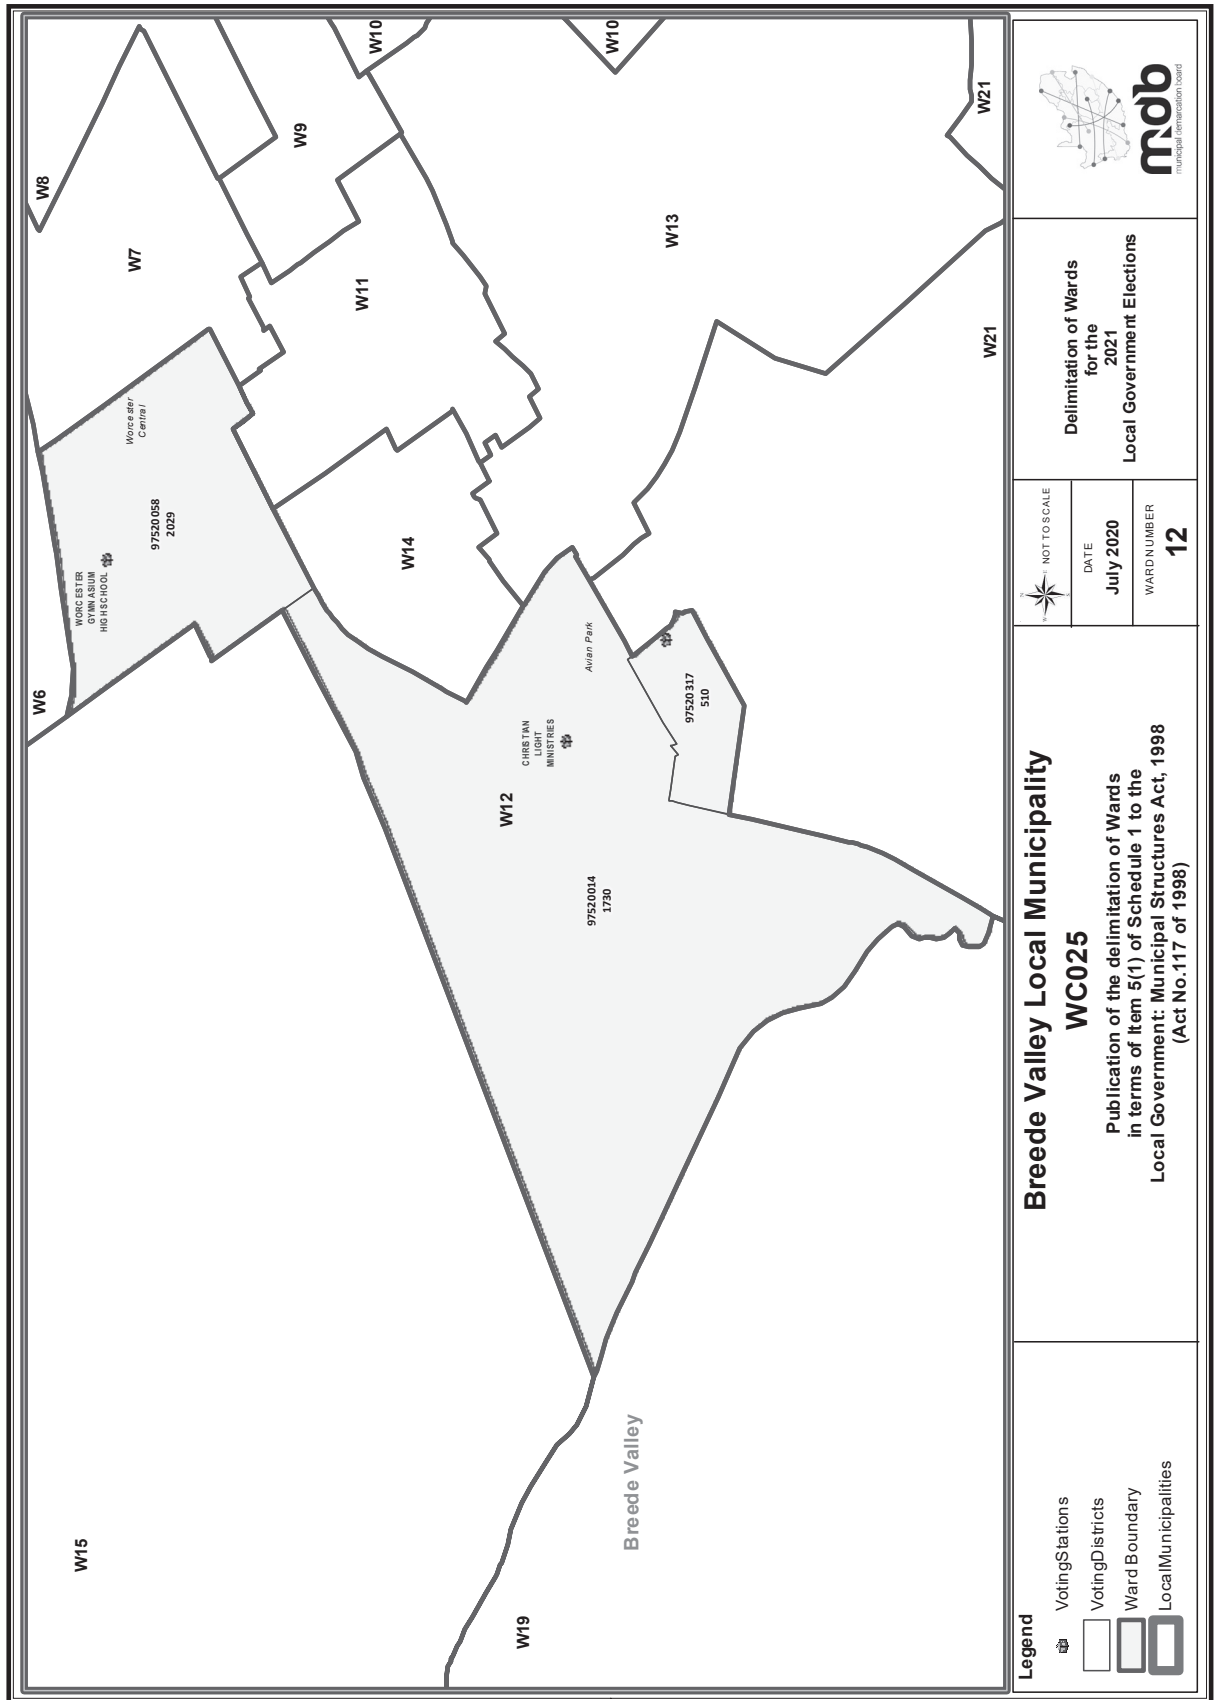 W15
W6
W7
W8
W9
W10
W10
W11
W14
W13
W21
W21
W12
W19
WORCESTER
GYMNASIUM
HIGH SCHOOL
97520058
2029
Worcester
Central
CHRISTIAN
LIGHT
MINISTRIES
Avian Park
97520317
510
97520014
1730
Breede Valley
Legend
VotingStations
VotingDistricts
Ward Boundary
LocalMunicipalities
Breede Valley Local Municipality
WC025
Publication of the delimitation of Wards
in terms of Item 5(1) of Schedule 1 to the
Local Government: Municipal Structures Act, 1998
(Act No.117 of 1998)
N
W
E
S
NOT TO SCALE
DATE
July 2020
WARD NUMBER
12
Delimitation of Wards
for the
2021
Local Government Elections
mdb
municipal demarcation board